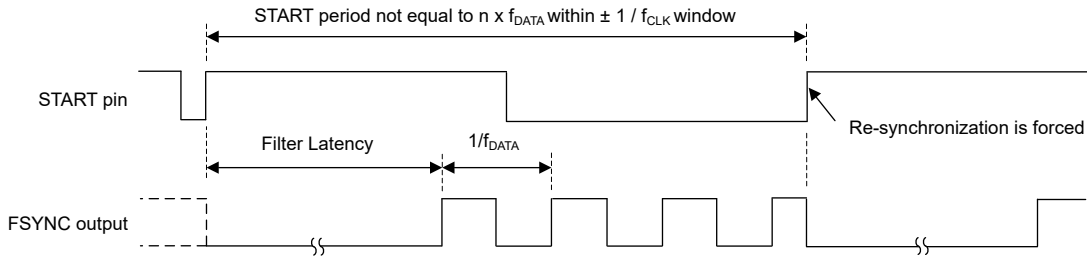 START period not equal to n x fDATA within ± 1 / fCLK window
START pin
Re-synchronization is forced
Filter Latency
1/fDATA
FSYNC output